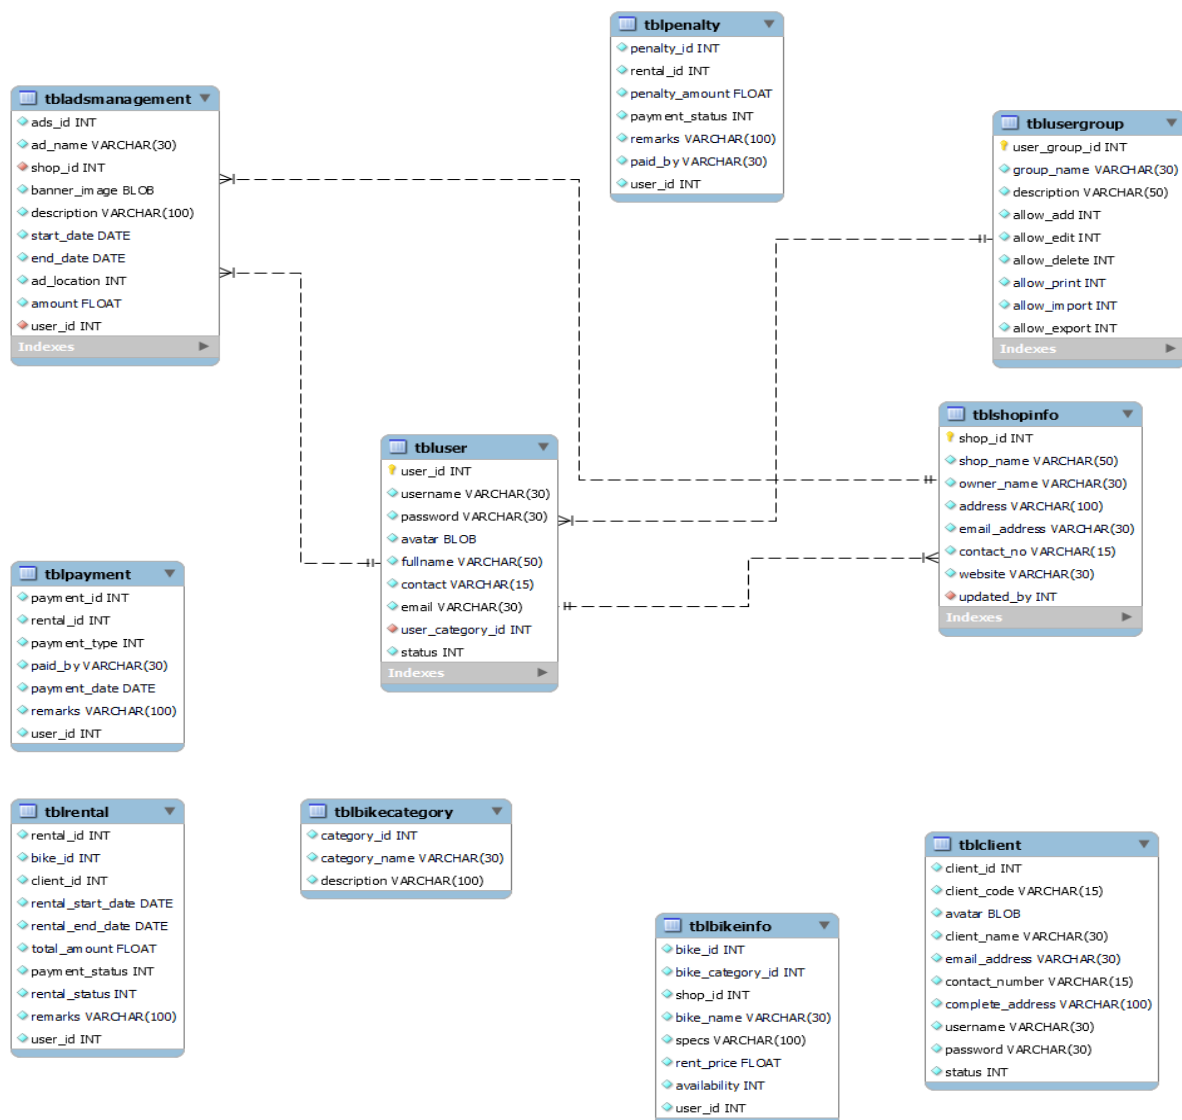 tblpenalty
penalty_id INT
rental_id INT
penalty_amount FLOAT
payment_status INT
remarks VARCHAR(100)
paid_by VARCHAR(30)
user_id INT
tbladsmanagement
ads_id INT
ad_name VARCHAR(30)
shop_id INT
banner_image BLOB
description VARCHAR(100)
start_date DATE
end_date DATE
ad_location INT
amount FLOAT
user_id INT
Indexes
tblusergroup
user_group_id INT
group_name VARCHAR(30)
description VARCHAR(50)
allow_add INT
allow_edit INT
allow_delete INT
allow_print INT
allow_import INT
allow_export INT
Indexes
tblshopinfo
shop_id INT
shop_name VARCHAR(50)
owner_name VARCHAR(30)
address VARCHAR(100)
email_address VARCHAR(30)
contact_no VARCHAR(15)
website VARCHAR(30)
updated_by INT
Indexes
tbluser
user_id INT
username VARCHAR(30)
password VARCHAR(30)
avatar BLOB
fullname VARCHAR(50)
contact VARCHAR(15)
email VARCHAR(30)
user_category_id INT
status INT
Indexes
tblpayment
payment_id INT
rental_id INT
payment_type INT
paid_by VARCHAR(30)
payment_date DATE
remarks VARCHAR(100)
user_id INT
tblrental
rental_id INT
bike_id INT
client_id INT
rental_start_date DATE
rental_end_date DATE
total_amount FLOAT
payment_status INT
rental_status INT
remarks VARCHAR(100)
user_id INT
tblbikecategory
category_id INT
category_name VARCHAR(30)
description VARCHAR(100)
tblclient
client_id INT
client_code VARCHAR(15)
avatar BLOB
client_name VARCHAR(30)
email_address VARCHAR(30)
contact_number VARCHAR(15)
complete_address VARCHAR(100)
username VARCHAR(30)
password VARCHAR(30)
status INT
tblbikeinfo
bike_id INT
bike_category_id INT
shop_id INT
bike_name VARCHAR(30)
specs VARCHAR(100)
rent_price FLOAT
availability INT
user_id INT